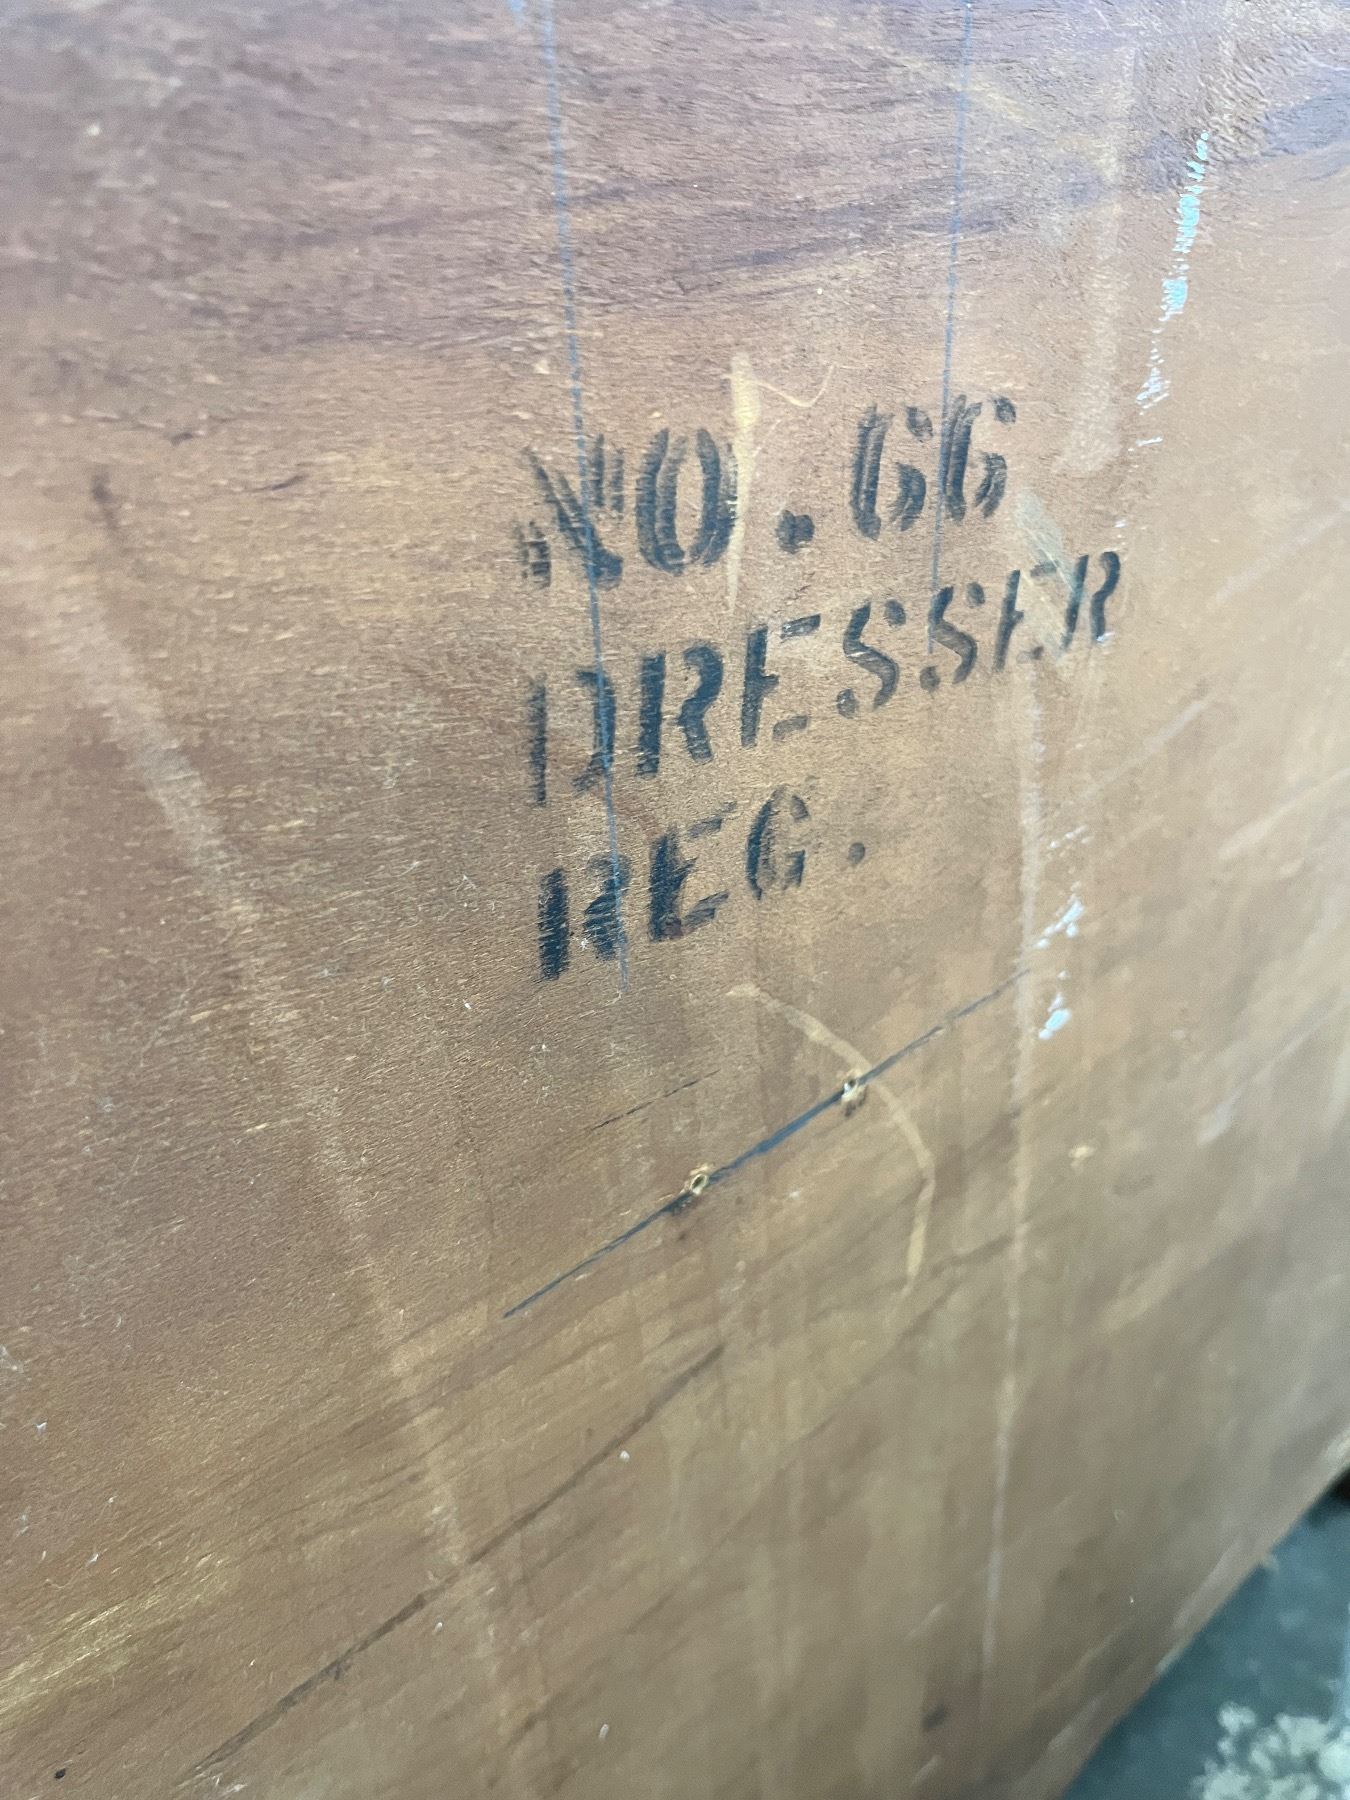 NO. 66
DRESSER
REG.